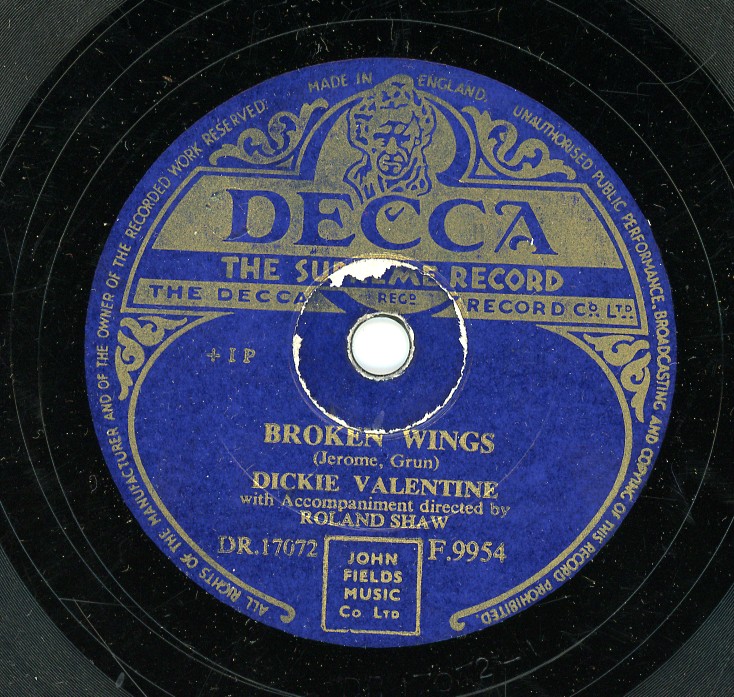 MADE IN ENGLAND.
UNAUTHORISED PUBLIC PERFORMANCE, BROADCASTING AND COPYING OF THIS RECORD PROHIBITED.
ALL RIGHTS OF THE MANUFACTURER AND OF THE OWNER OF THE RECORDED WORK RESERVED.
DECCA
THE SUPREME RECORD
THE DECCA REGD RECORD CO. LTD.
+ I P
BROKEN WINGS
(Jerome, Grun)
DICKIE VALENTINE
with Accompaniment directed by
ROLAND SHAW
DR.17072 F.9954
JOHN
FIELDS
MUSIC
Co LTD